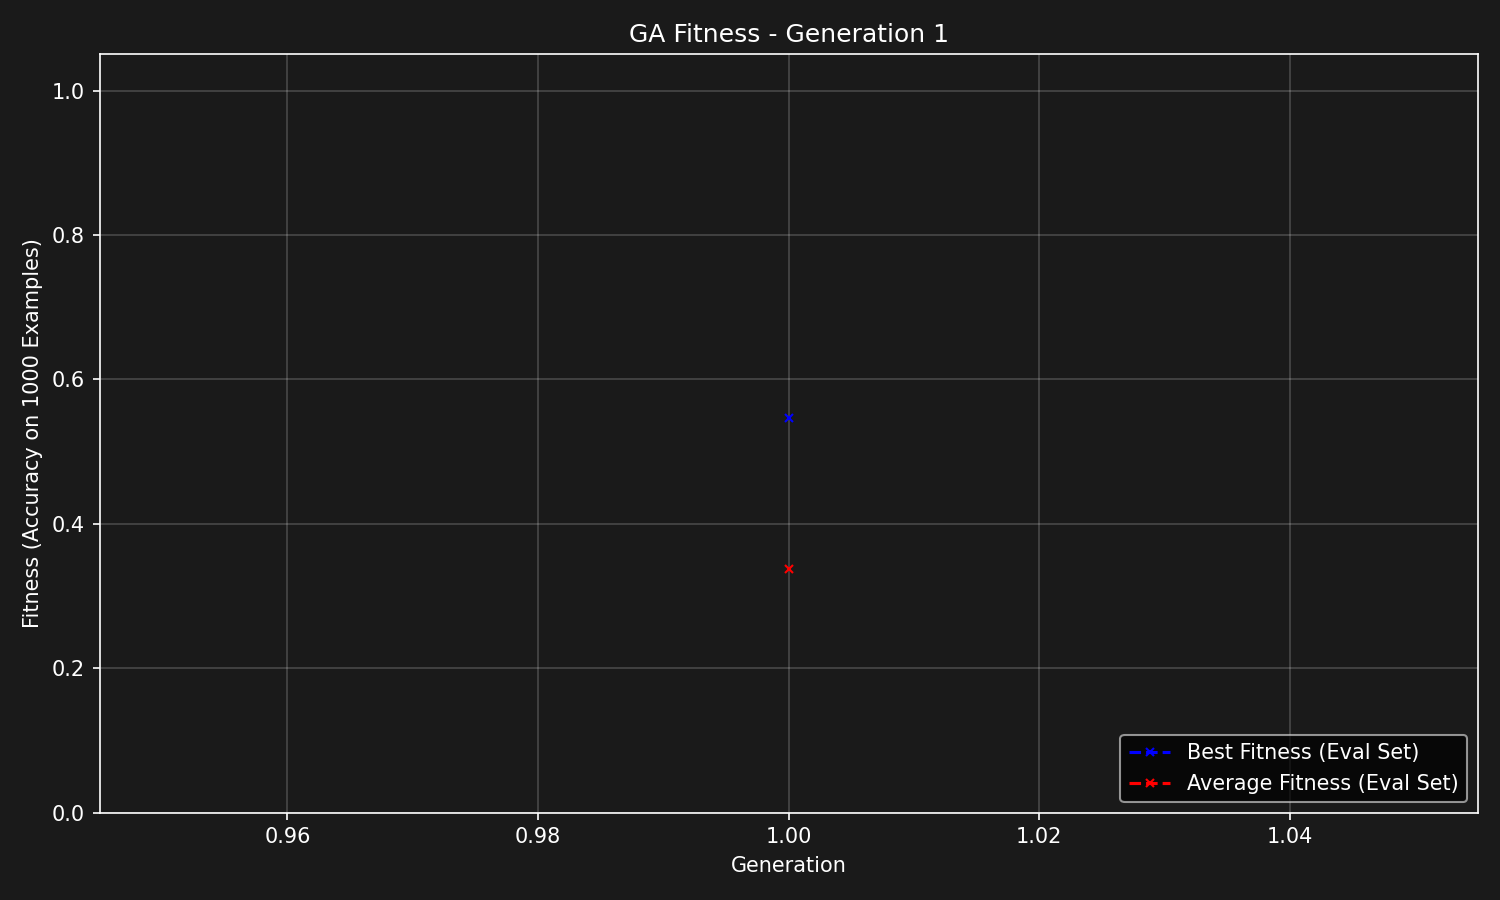 GA Fitness - Generation 1
Fitness (Accuracy on 1000 Examples)
1.0
0.8
0.6
0.4
0.2
0.0
0.96
0.98
1.00
1.02
1.04
Generation
Best Fitness (Eval Set)
Average Fitness (Eval Set)